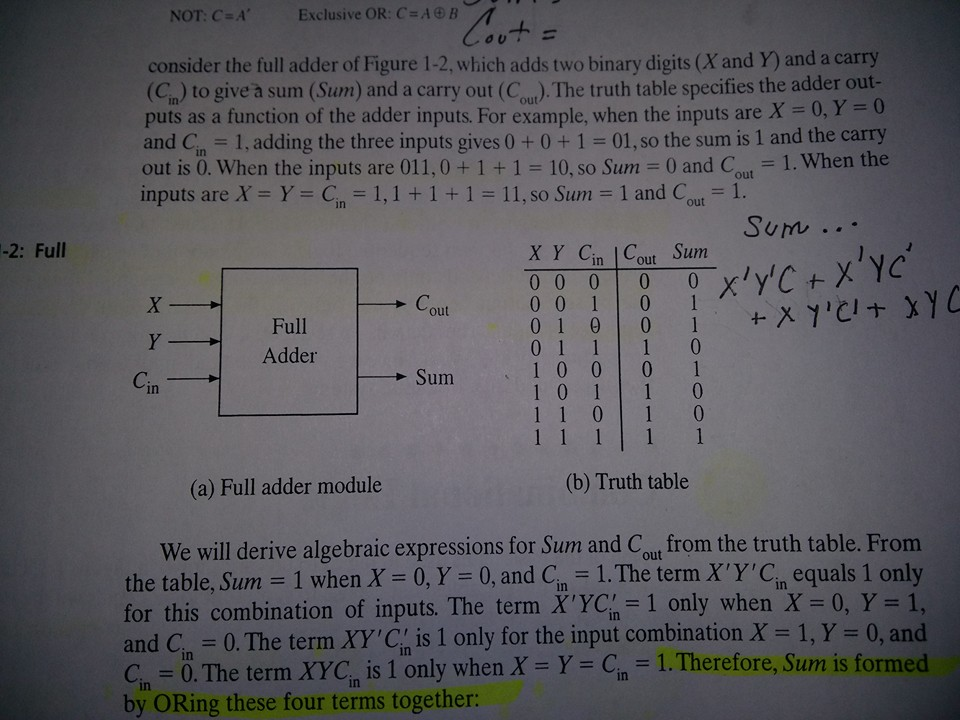 NOT: C = A' Exclusive OR: C = A ⊕ B
Cout =
consider the full adder of Figure 1-2, which adds two binary digits (X and Y) and a carry
(Cin) to give a sum (Sum) and a carry out (Cout). The truth table specifies the adder out-
puts as a function of the adder inputs. For example, when the inputs are X = 0, Y = 0
and Cin = 1, adding the three inputs gives 0 + 0 + 1 = 01, so the sum is 1 and the carry
out is 0. When the inputs are 011, 0 + 1 + 1 = 10, so Sum = 0 and Cout = 1. When the
inputs are X = Y = Cin = 1, 1 + 1 + 1 = 11, so Sum = 1 and Cout = 1.
-2: Full
X
Y
Cin
Full
Adder
Cout
Sum
(a) Full adder module
X Y Cin Cout Sum
0 0 0 0 0
0 0 1 0 1
0 1 0 0 1
0 1 1 1 0
1 0 0 0 1
1 0 1 1 0
1 1 0 1 0
1 1 1 1 1
(b) Truth table
Sum ...
X'Y'C + X'YC'
+ X Y'C' + XYC
We will derive algebraic expressions for Sum and Cout from the truth table. From
the table, Sum = 1 when X = 0, Y = 0, and Cin = 1. The term X'Y'Cin equals 1 only
for this combination of inputs. The term X'YC'in = 1 only when X = 0, Y = 1,
and Cin = 0. The term XY'C'in is 1 only for the input combination X = 1, Y = 0, and
Cin = 0. The term XYCin is 1 only when X = Y = Cin = 1. Therefore, Sum is formed
by ORing these four terms together: